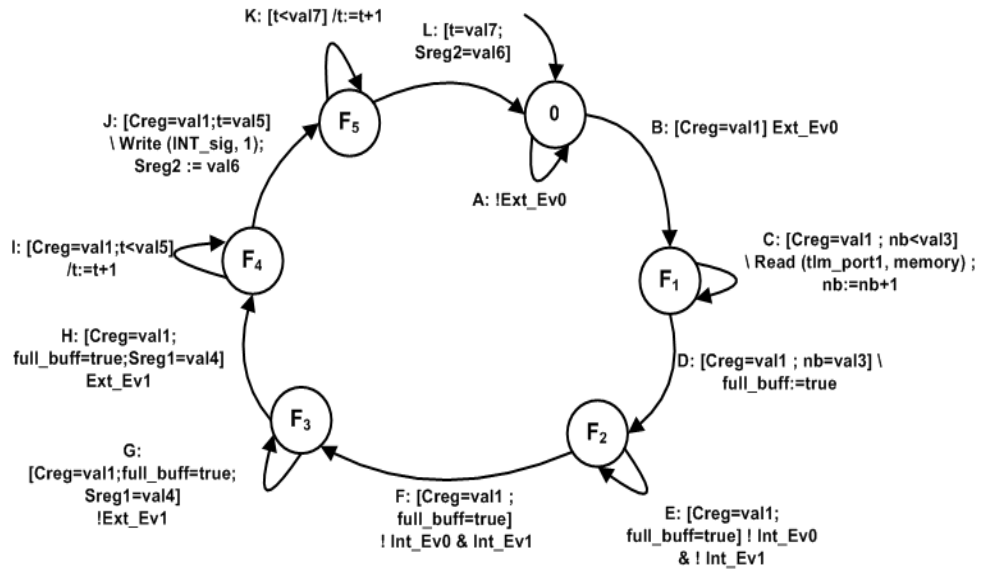 K: [t<val7] /t:=t+1
L: [t=val7;
Sreg2=val6]
0
F5
J: [Creg=val1;t=val5]
\ Write (INT_sig, 1);
Sreg2 := val6
B: [Creg=val1] Ext_Ev0
A: !Ext_Ev0
I: [Creg=val1;t<val5]
/t:=t+1
F4
F1
C: [Creg=val1 ; nb<val3]
\ Read (tlm_port1, memory) ;
nb:=nb+1
H: [Creg=val1;
full_buff=true;Sreg1=val4]
Ext_Ev1
D: [Creg=val1 ; nb=val3] \
full_buff:=true
F3
F2
G:
[Creg=val1;full_buff=true;
Sreg1=val4]
!Ext_Ev1
F: [Creg=val1 ;
full_buff=true]
! Int_Ev0 & Int_Ev1
E: [Creg=val1;
full_buff=true] ! Int_Ev0
& ! Int_Ev1